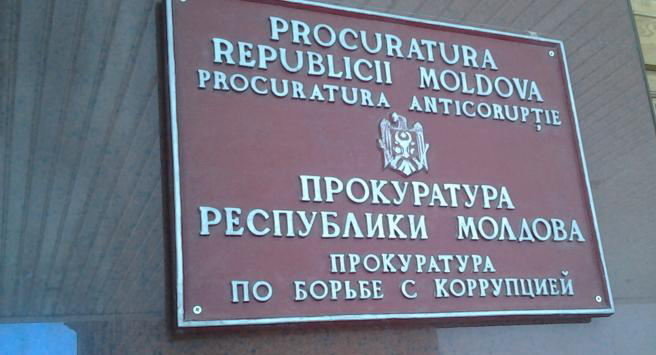 PROCURATURA
REPUBLICII MOLDOVA
PROCURATURA ANTICORUPȚIE
ПРОКУРАТУРА
РЕСПУБЛИКИ МОЛДОВА
ПРОКУРАТУРА
ПО БОРЬБЕ С КОРРУПЦИЕЙ